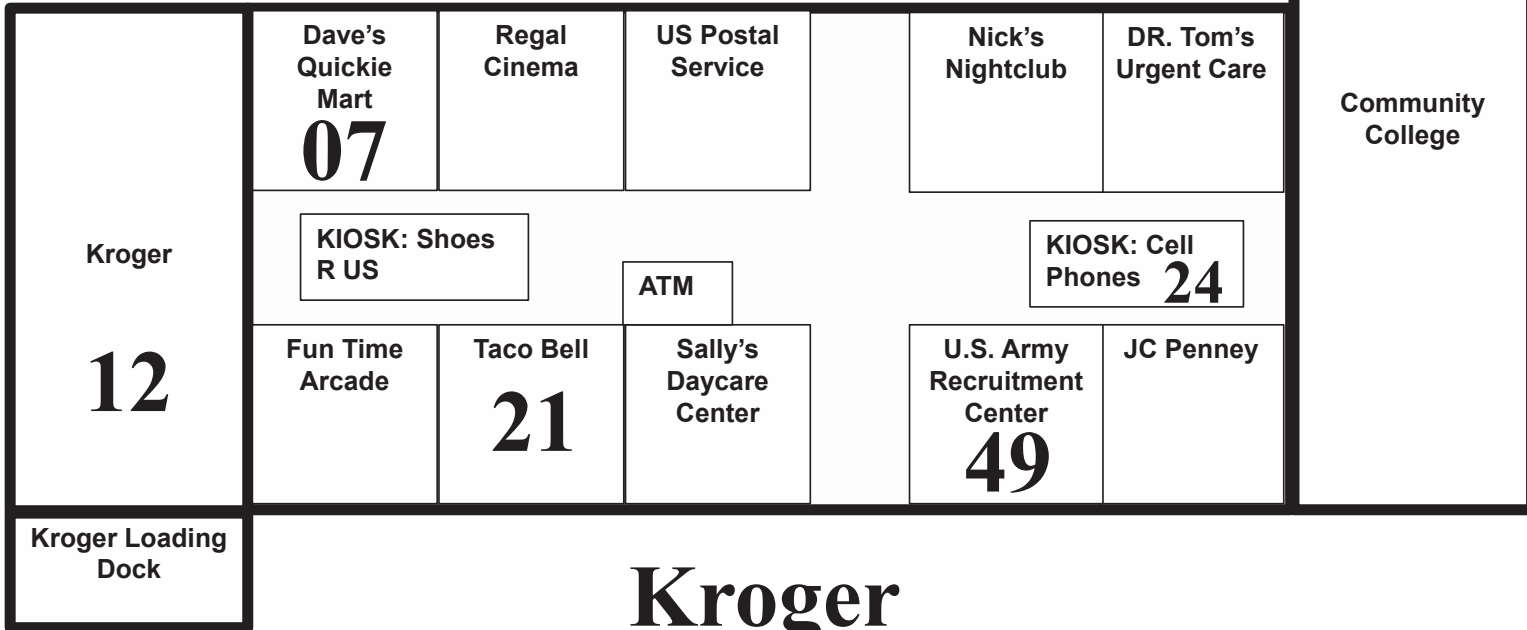 Dave’s
Quickie
Mart
07
Regal
Cinema
US Postal
Service
Nick's
Nightclub
DR. Tom’s
Urgent Care
Community
College
Kroger
12
KIOSK: Shoes
R US
ATM
KIOSK: Cell
Phones 24
Fun Time
Arcade
Taco Bell
21
Sally’s
Daycare
Center
U.S. Army
Recruitment
Center
49
JC Penney
Kroger Loading
Dock
Kroger